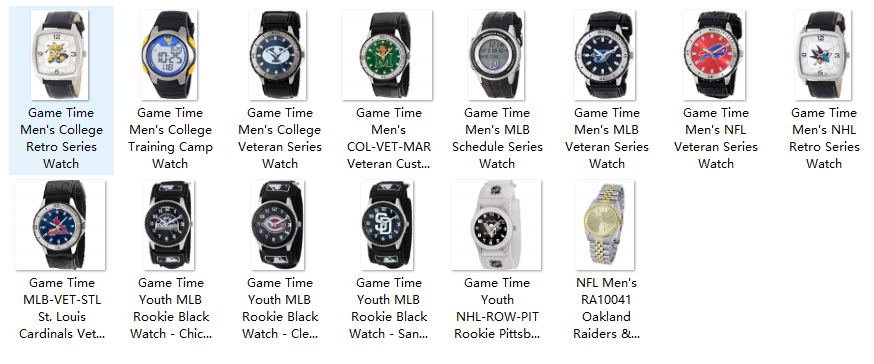 Game Time
Men's College
Retro Series
Watch
Game Time
Men's College
Training Camp
Watch
Game Time
Men's College
Veteran Series
Watch
Game Time
Men's
COL-VET-MAR
Veteran Cust...
Game Time
Men's MLB
Schedule Series
Watch
Game Time
Men's MLB
Veteran Series
Watch
Game Time
Men's NFL
Veteran Series
Watch
Game Time
Men's NHL
Retro Series
Watch
Game Time
MLB-VET-STL
St. Louis
Cardinals Vet...
Game Time
Youth MLB
Rookie Black
Watch - Chic...
Game Time
Youth MLB
Rookie Black
Watch - Cle...
Game Time
Youth MLB
Rookie Black
Watch - San...
Game Time
Youth
NHL-ROW-PIT
Rookie Pittsb...
NFL Men's
RA10041
Oakland
Raiders &...